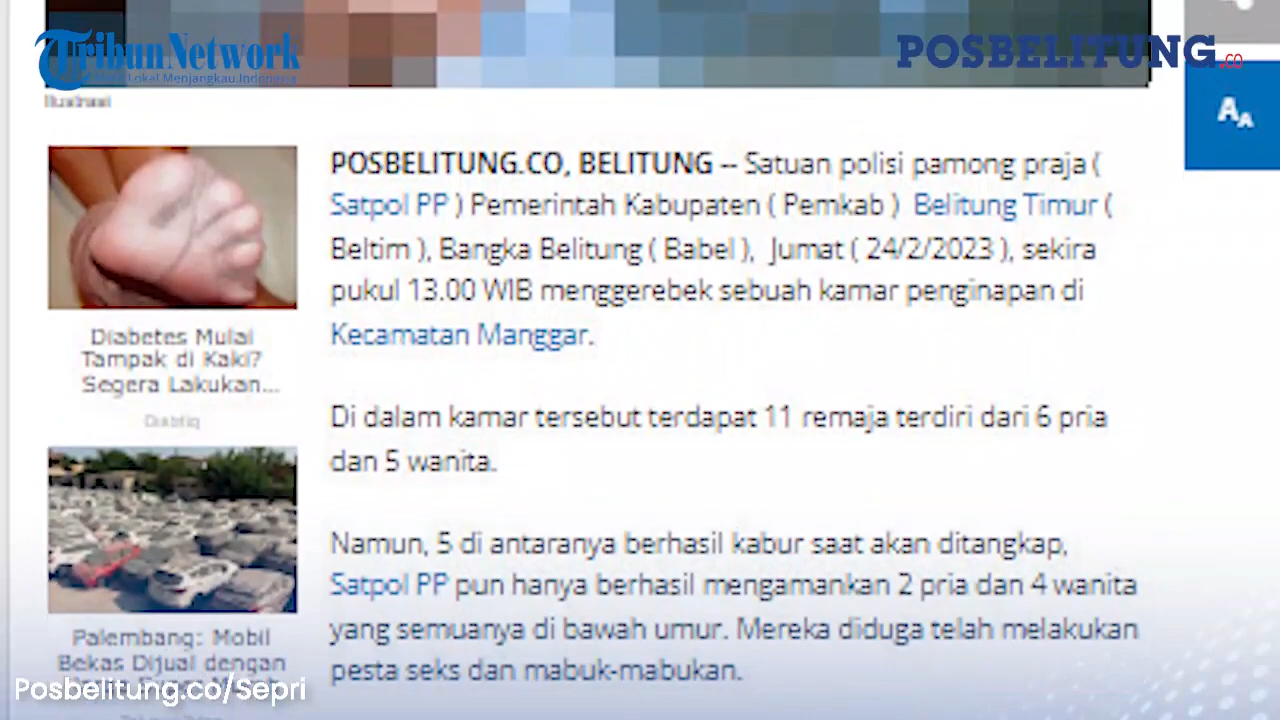 TribunNetwork
Lokal Menjangkau Indonesia
POSBELITUNG.co
Ilustrasi
AA
POSBELITUNG.CO, BELITUNG -- Satuan polisi pamong praja (
Satpol PP ) Pemerintah Kabupaten ( Pemkab ) Belitung Timur (
Beltim ), Bangka Belitung ( Babel ), Jumat ( 24/2/2023 ), sekira
pukul 13.00 WIB menggerebek sebuah kamar penginapan di
Kecamatan Manggar.
Di dalam kamar tersebut terdapat 11 remaja terdiri dari 6 pria
dan 5 wanita.
Namun, 5 di antaranya berhasil kabur saat akan ditangkap,
Satpol PP pun hanya berhasil mengamankan 2 pria dan 4 wanita
yang semuanya di bawah umur. Mereka diduga telah melakukan
pesta seks dan mabuk-mabukan.
Diabetes Mulai
Tampak di Kaki?
Segera Lakukan...
Diabtiq
Palembang: Mobil
Bekas Dijual dengan
Posbelitung.co/Sepri